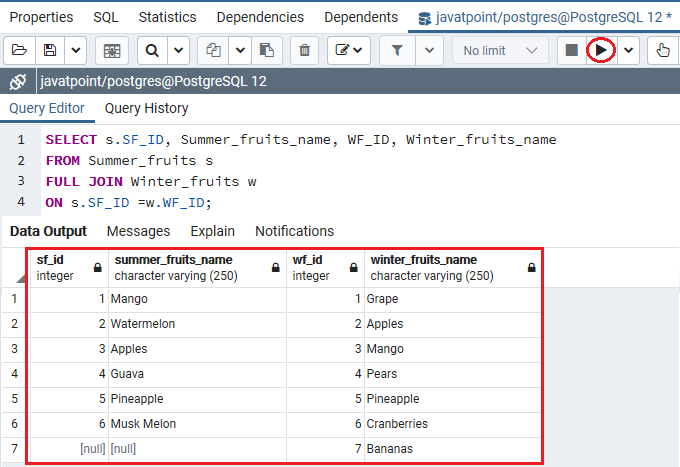 Properties SQL Statistics Dependencies Dependents javatpoint/postgres@PostgreSQL 12 *
No limit
javatpoint/postgres@PostgreSQL 12
Query Editor Query History
1 SELECT s.SF_ID, Summer_fruits_name, WF_ID, Winter_fruits_name
2 FROM Summer_fruits s
3 FULL JOIN Winter_fruits w
4 ON s.SF_ID =w.WF_ID;
Data Output Messages Explain Notifications
sf_id summer_fruits_name wf_id winter_fruits_name
integer character varying (250) integer character varying (250)
1 1 Mango 1 Grape
2 2 Watermelon 2 Apples
3 3 Apples 3 Mango
4 4 Guava 4 Pears
5 5 Pineapple 5 Pineapple
6 6 Musk Melon 6 Cranberries
7 [null] [null] 7 Bananas